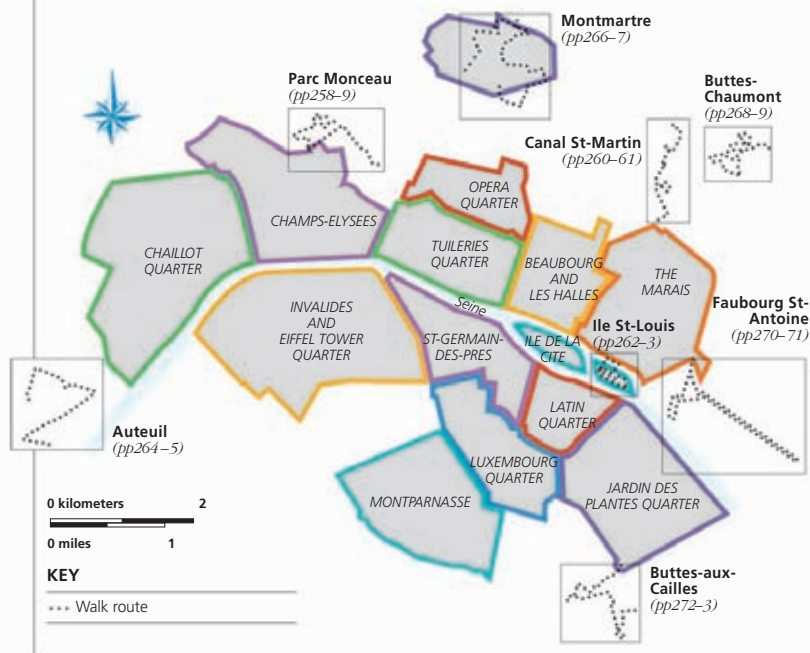 Montmartre
(pp266–7)
Parc Monceau
(pp258–9)
Buttes-
Chaumont
(pp268–9)
Canal St-Martin
(pp260–61)
OPERA
QUARTER
CHAMPS-ELYSEES
TUILERIES
QUARTER
CHAILLOT
QUARTER
BEAUBOURG
AND
LES HALLES
THE
MARAIS
INVALIDES
AND
EIFFEL TOWER
QUARTER
Seine
Faubourg St-
Antoine
(pp270–71)
ST-GERMAIN-
DES-PRES
ILE DE LA
CITE
Ile St-Louis
(pp262–3)
LATIN
QUARTER
Auteuil
(pp264–5)
LUXEMBOURG
QUARTER
MONTPARNASSE
JARDIN DES
PLANTES QUARTER
0 kilometers 2
0 miles 1
KEY
Walk route
Buttes-aux-
Cailles
(pp272–3)